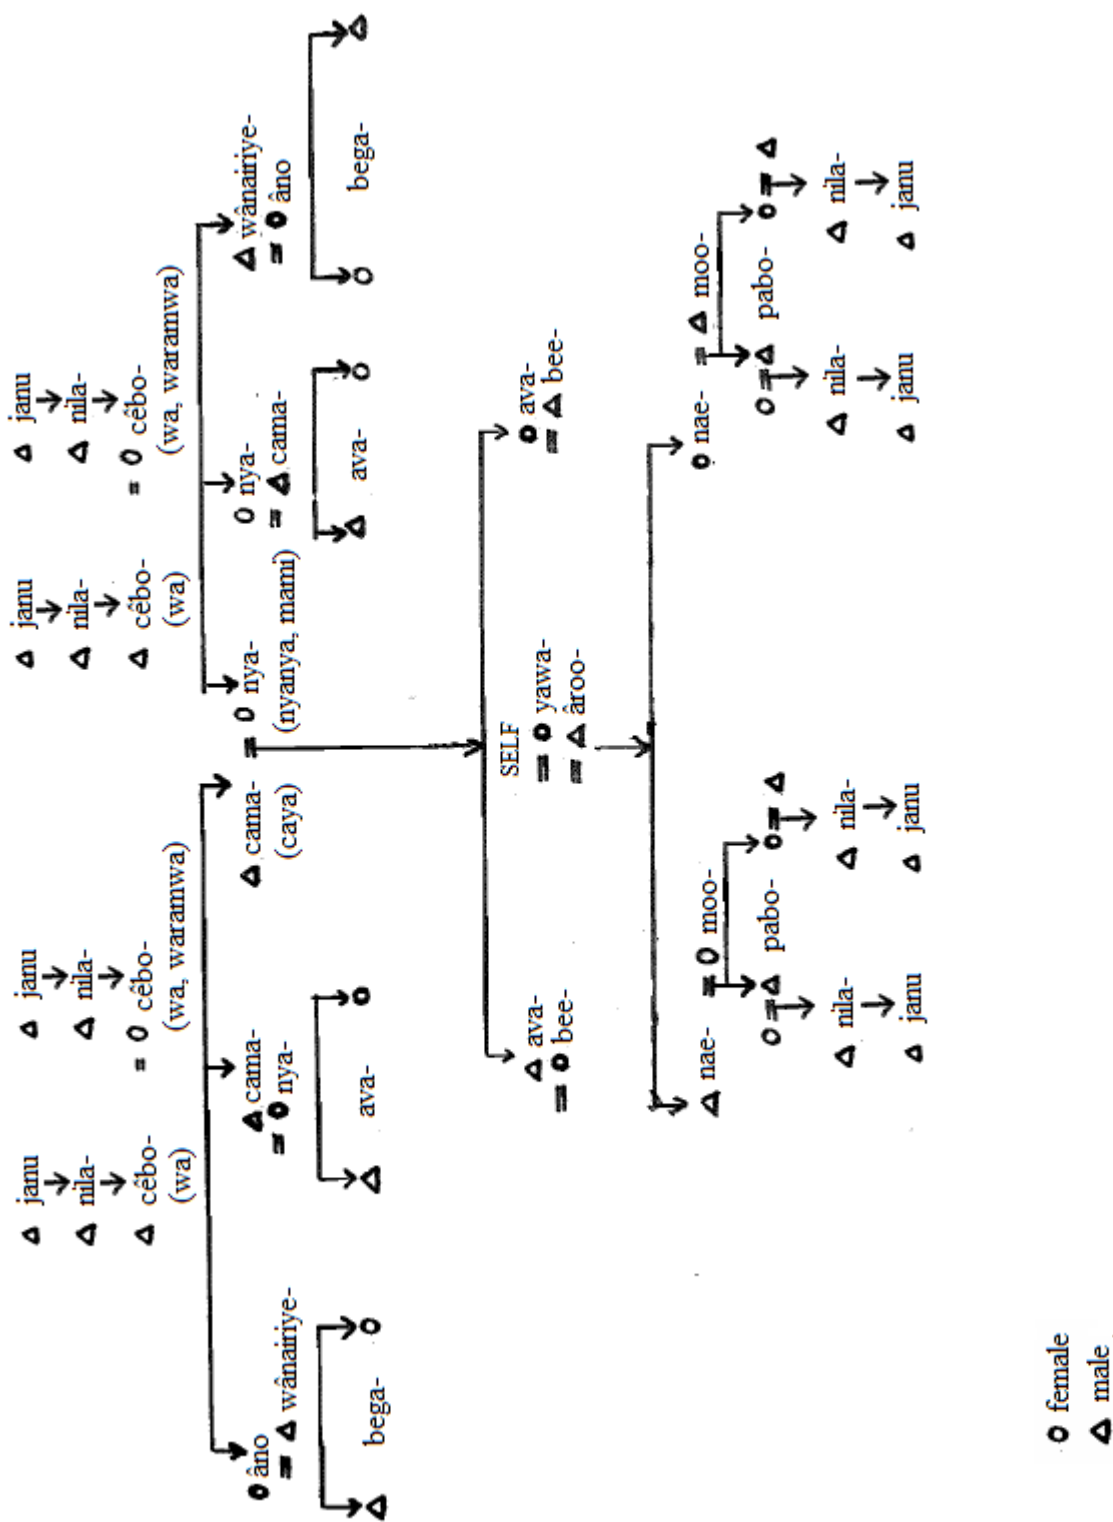 janu janu janu janu
nila- nila- nila- nila-
cêbo- = cêbo- cêbo- = cêbo-
(wa) (wa, waramwa) (wa) (wa, waramwa)
âno cama- cama- = nya- nya- wânairiye-
= wânairiye- = nya- (caya) (nyanya, mami) = cama- = âno
bega- ava- ava- bega-
SELF
ava- = yawa- ava-
= bee- = âroo- = bee-
nae- = moo- nae- = moo-
pabo- pabo-
nila- nila- nila- nila-
janu janu janu janu
female
male